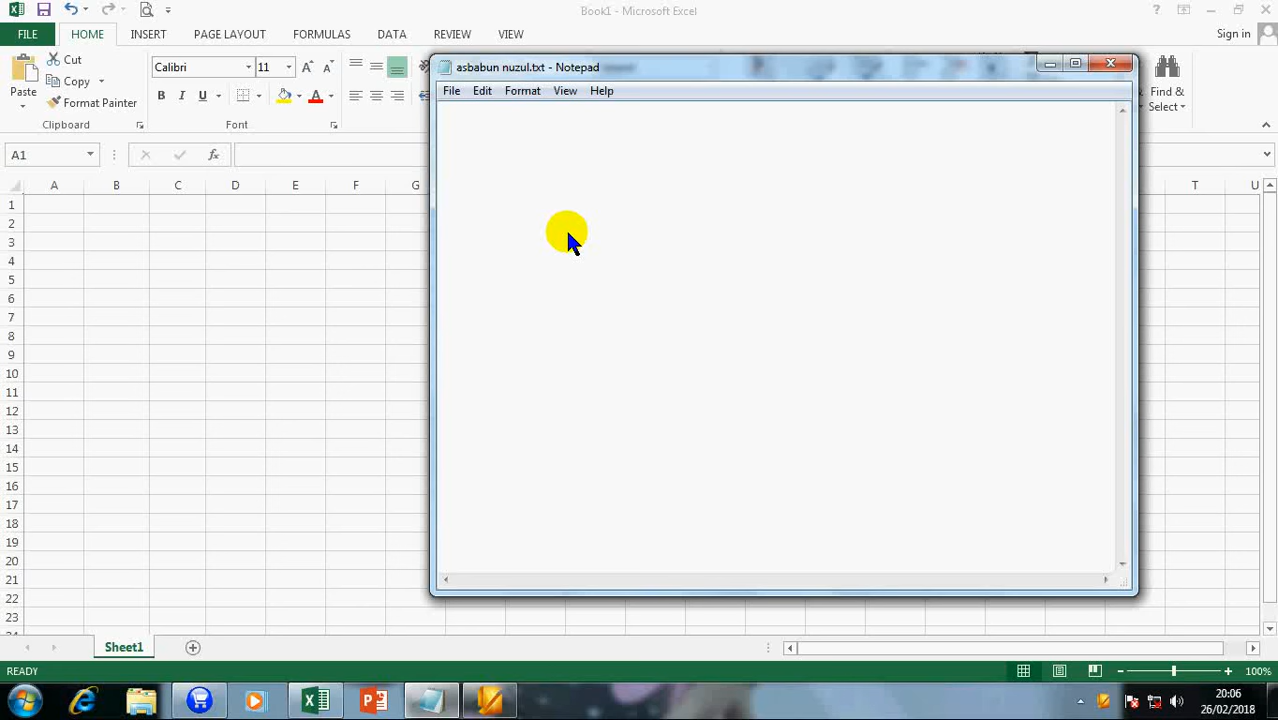 Book1 - Microsoft Excel
Sign in
FILE HOME INSERT PAGE LAYOUT FORMULAS DATA REVIEW VIEW
Cut
Copy
Format Painter
Paste
Clipboard
Calibri 11
B I U
Font
Find &
Select
A1
fx
A B C D E F G T U
1
2
3
4
5
6
7
8
9
10
11
12
13
14
15
16
17
18
19
20
21
22
23
asbabun nuzul.txt - Notepad
File Edit Format View Help
Sheet1
READY
100%
20:06
26/02/2018